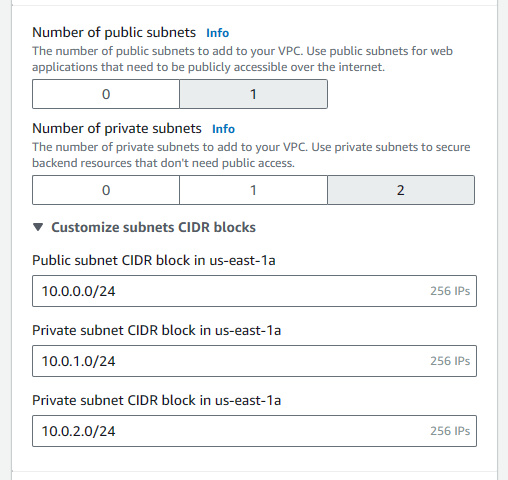 Number of public subnets Info
The number of public subnets to add to your VPC. Use public subnets for web
applications that need to be publicly accessible over the internet.
0 1
Number of private subnets Info
The number of private subnets to add to your VPC. Use private subnets to secure
backend resources that don't need public access.
0 1 2
▼ Customize subnets CIDR blocks
Public subnet CIDR block in us-east-1a
10.0.0.0/24 256 IPs
Private subnet CIDR block in us-east-1a
10.0.1.0/24 256 IPs
Private subnet CIDR block in us-east-1a
10.0.2.0/24 256 IPs